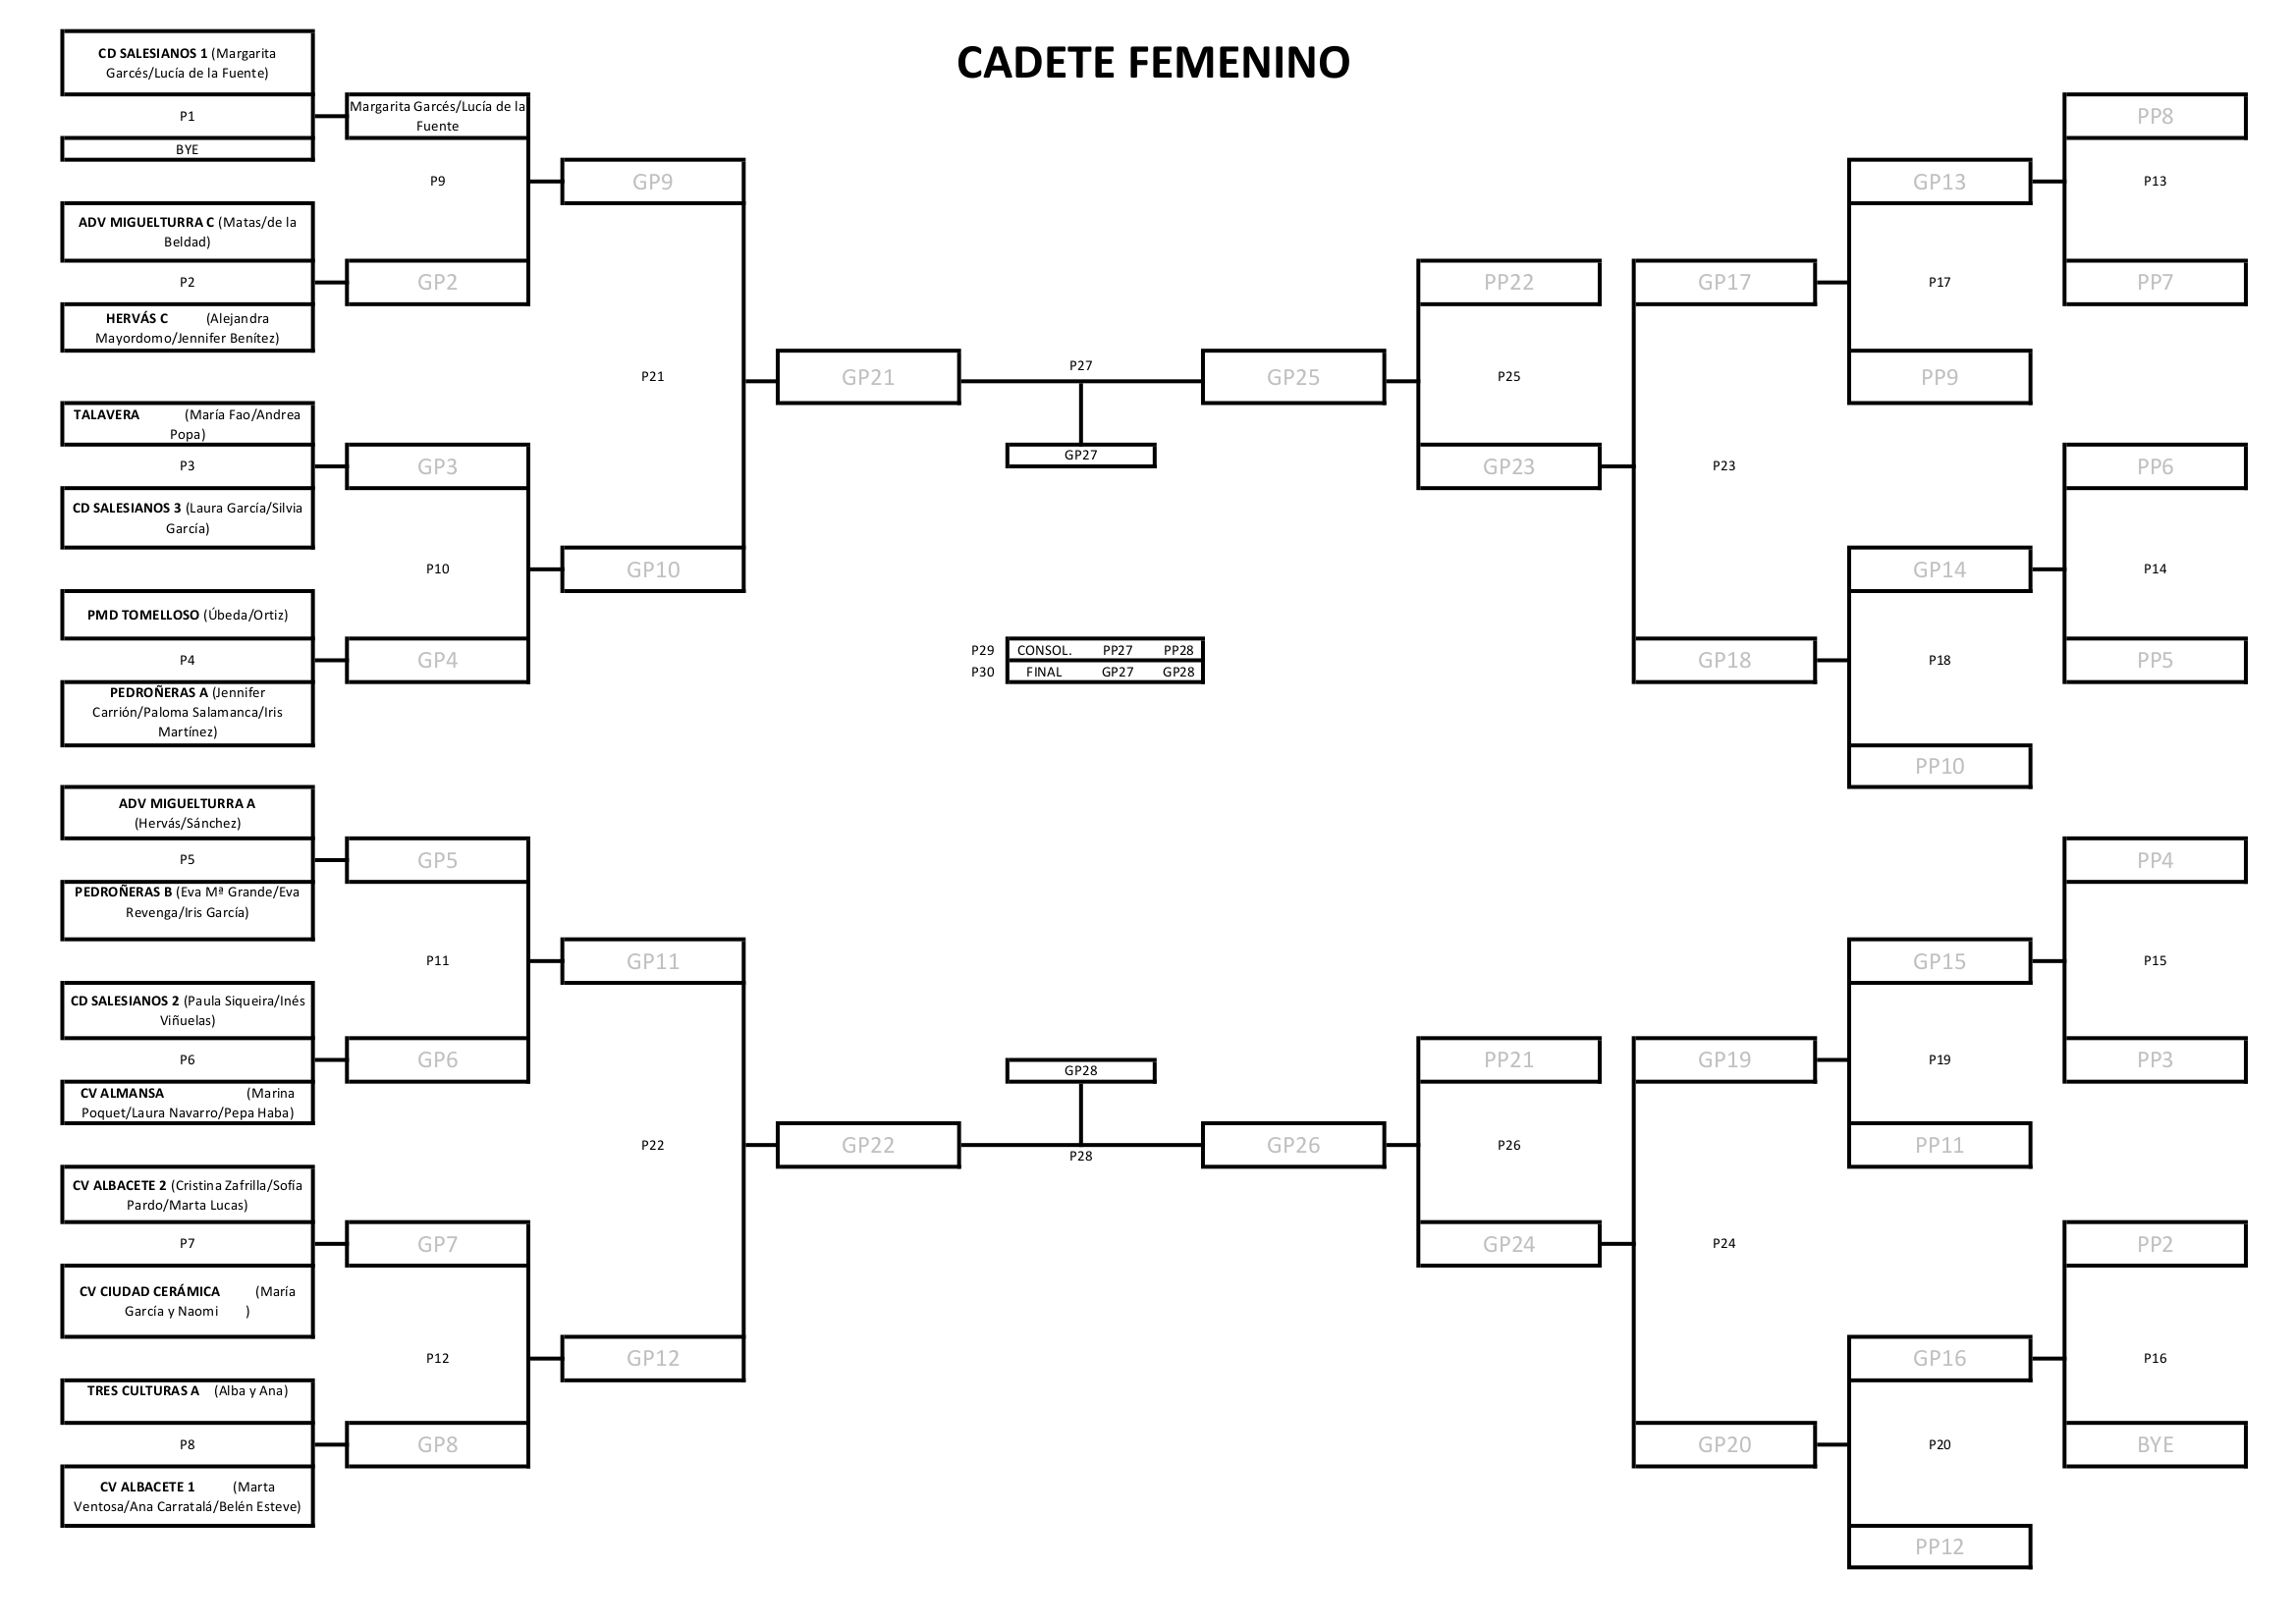 CADETE FEMENINO
CD SALESIANOS 1 (Margarita
Garcés/Lucía de la Fuente)
P1
BYE
ADV MIGUELTURRA C (Matas/de la
Beldad)
P2
HERVÁS C (Alejandra
Mayordomo/Jennifer Benítez)
TALAVERA (María Fao/Andrea
Popa)
P3
CD SALESIANOS 3 (Laura García/Silvia
García)
PMD TOMELLOSO (Úbeda/Ortiz)
P4
PEDROÑERAS A (Jennifer
Carrión/Paloma Salamanca/Iris
Martínez)
ADV MIGUELTURRA A
(Hervás/Sánchez)
P5
PEDROÑERAS B (Eva Mª Grande/Eva
Revenga/Iris García)
CD SALESIANOS 2 (Paula Siqueira/Inés
Viñuelas)
P6
CV ALMANSA (Marina
Poquet/Laura Navarro/Pepa Haba)
CV ALBACETE 2 (Cristina Zafrilla/Sofía
Pardo/Marta Lucas)
P7
CV CIUDAD CERÁMICA (María
García y Naomi )
TRES CULTURAS A (Alba y Ana)
P8
CV ALBACETE 1 (Marta
Ventosa/Ana Carratalá/Belén Esteve)
Margarita Garcés/Lucía de la
Fuente
P9
GP2
GP3
P10
GP4
GP5
P11
GP6
GP7
P12
GP8
GP9
P21
GP10
GP11
P22
GP12
GP21
P27
GP25
GP27
P29 CONSOL. PP27 PP28
P30 FINAL GP27 GP28
GP28
GP22
P28
GP26
PP22
P25
GP23
PP21
P26
GP24
GP17
P23
GP18
GP19
P24
GP20
GP13
P17
PP9
GP14
P18
PP10
GP15
P19
PP11
GP16
P20
PP12
PP8
P13
PP7
PP6
P14
PP5
PP4
P15
PP3
PP2
P16
BYE